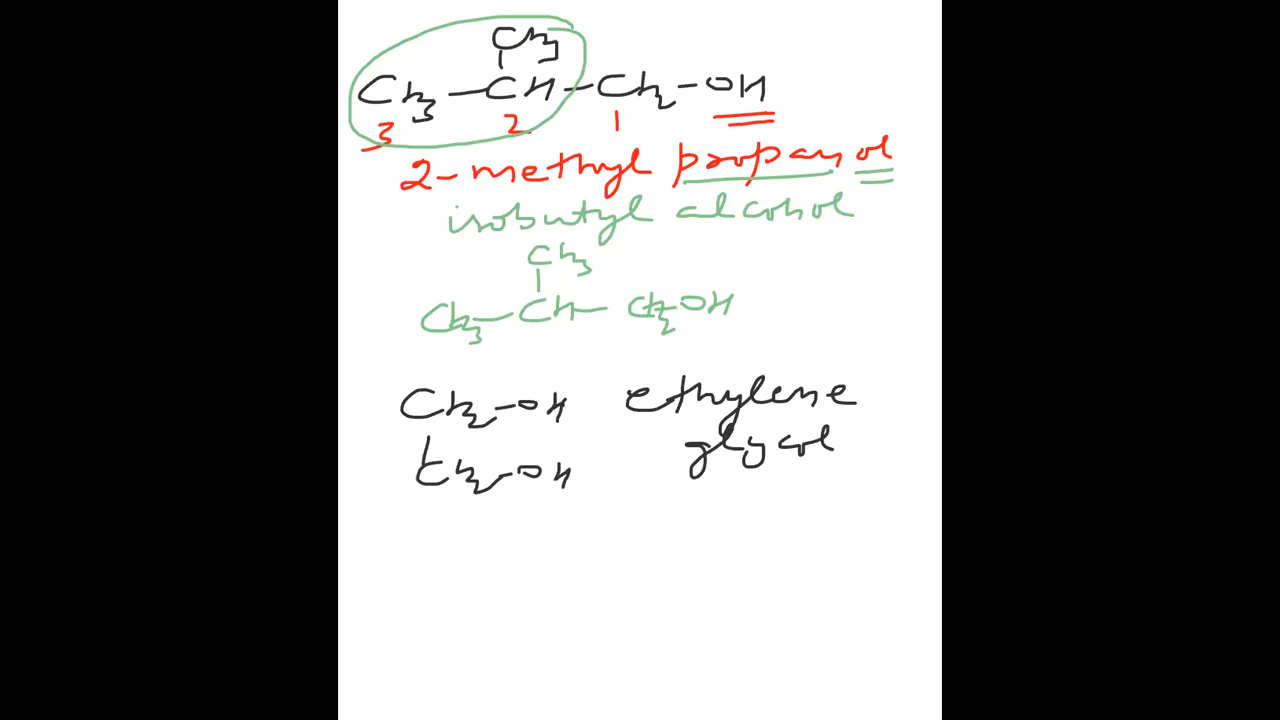 CH3
CH3 — CH — CH2 — OH
3 2 1
2-methyl propanol
isobutyl alcohol
CH3
CH3 — CH — CH2OH
CH2 — OH ethylene
CH2 — OH glycol